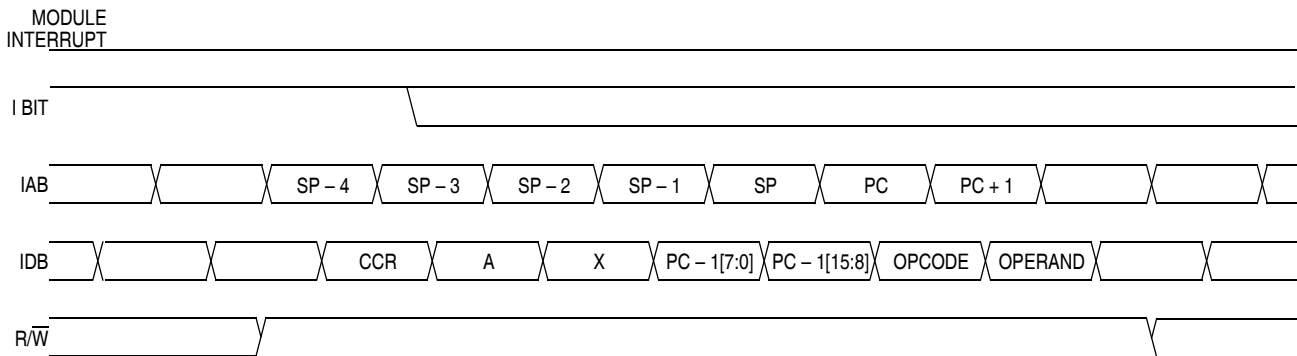 MODULE
INTERRUPT
I BIT
IAB SP – 4 SP – 3 SP – 2 SP – 1 SP PC PC + 1
IDB CCR A X PC – 1[7:0] PC – 1[15:8] OPCODE OPERAND
R/W̅